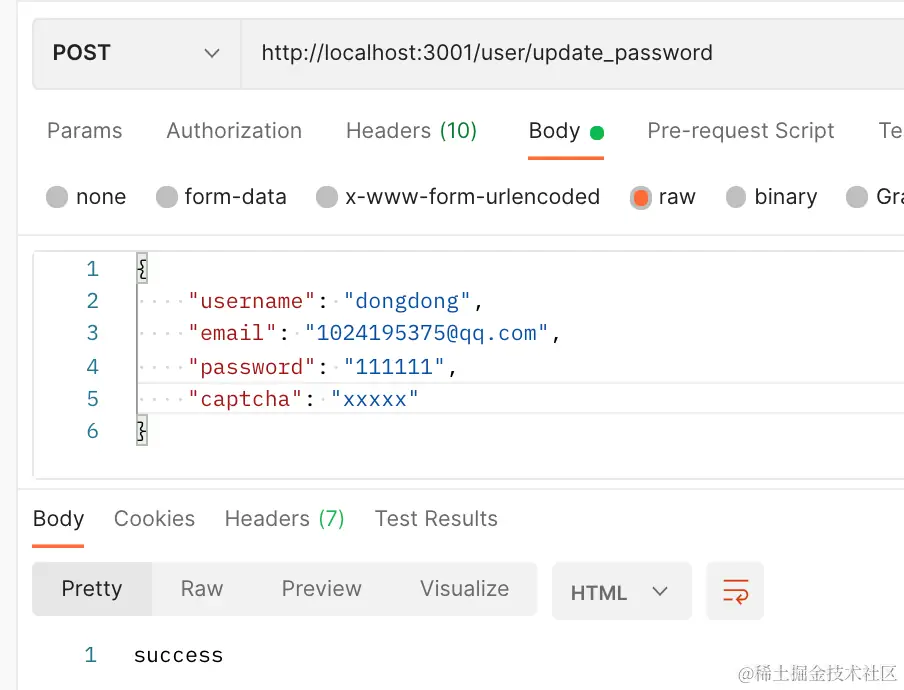 POST http://localhost:3001/user/update_password
Params Authorization Headers (10) Body Pre-request Script Te
none form-data x-www-form-urlencoded raw binary Gra
1 {
2 "username": "dongdong",
3 "email": "1024195375@qq.com",
4 "password": "111111",
5 "captcha": "xxxxx"
6 }
Body Cookies Headers (7) Test Results
Pretty Raw Preview Visualize HTML
1 success
@稀土掘金技术社区